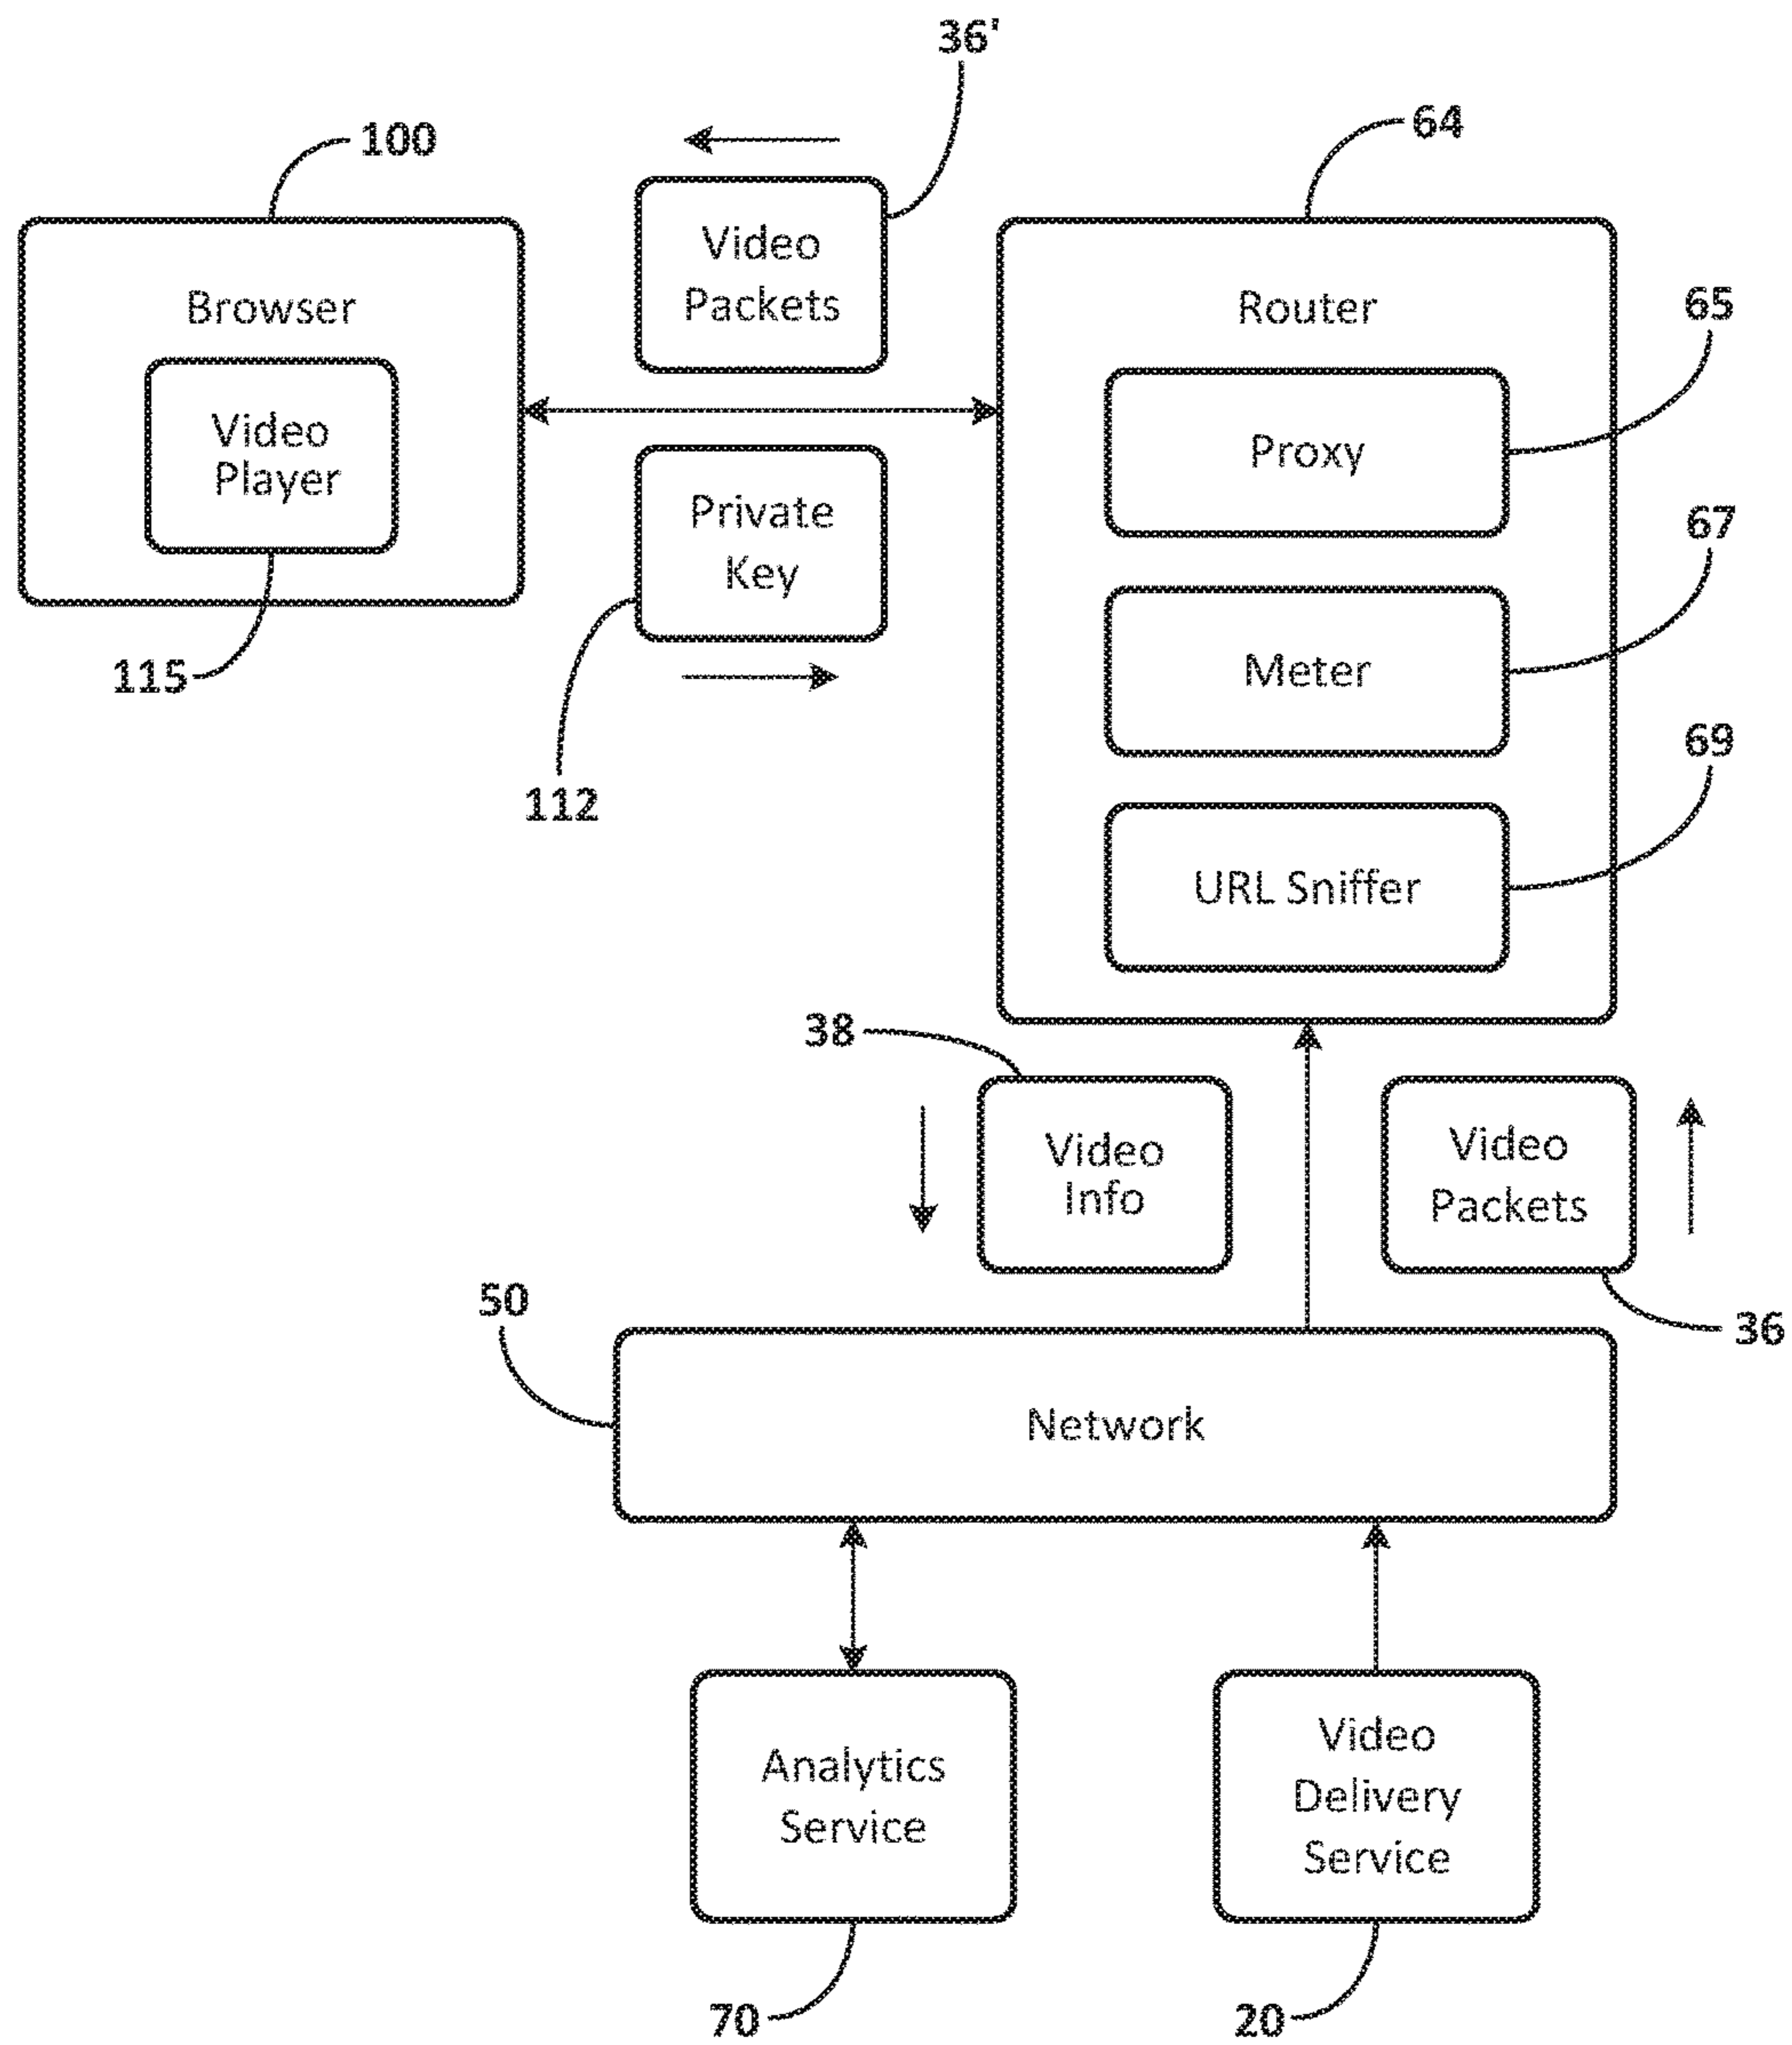 36'
100
64
Video
Packets
Browser
Router
65
Video
Player
Proxy
Private
Key
67
Meter
115
69
112
URL Sniffer
38
Video
Info
Video
Packets
50
36
Network
Analytics
Service
Video
Delivery
Service
70
20